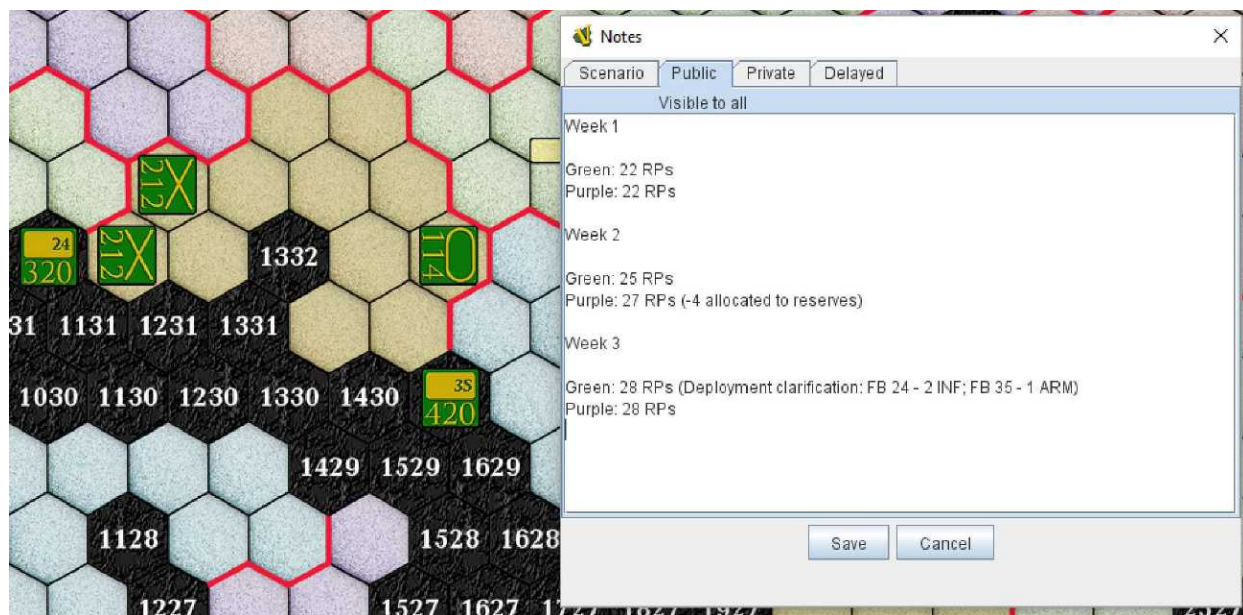 Notes
Scenario Public Private Delayed
Visible to all
Week 1
Green: 22 RPs
Purple: 22 RPs
Week 2
Green: 25 RPs
Purple: 27 RPs (-4 allocated to reserves)
Week 3
Green: 28 RPs (Deployment clarification: FB 24 - 2 INF; FB 35 - 1 ARM)
Purple: 28 RPs
Save Cancel
212
24
320
212
1332
114
31 1131 1231 1331
35
1030 1130 1230 1330 1430 420
1429 1529 1629
1128 1528 1628
1227 1527 1627